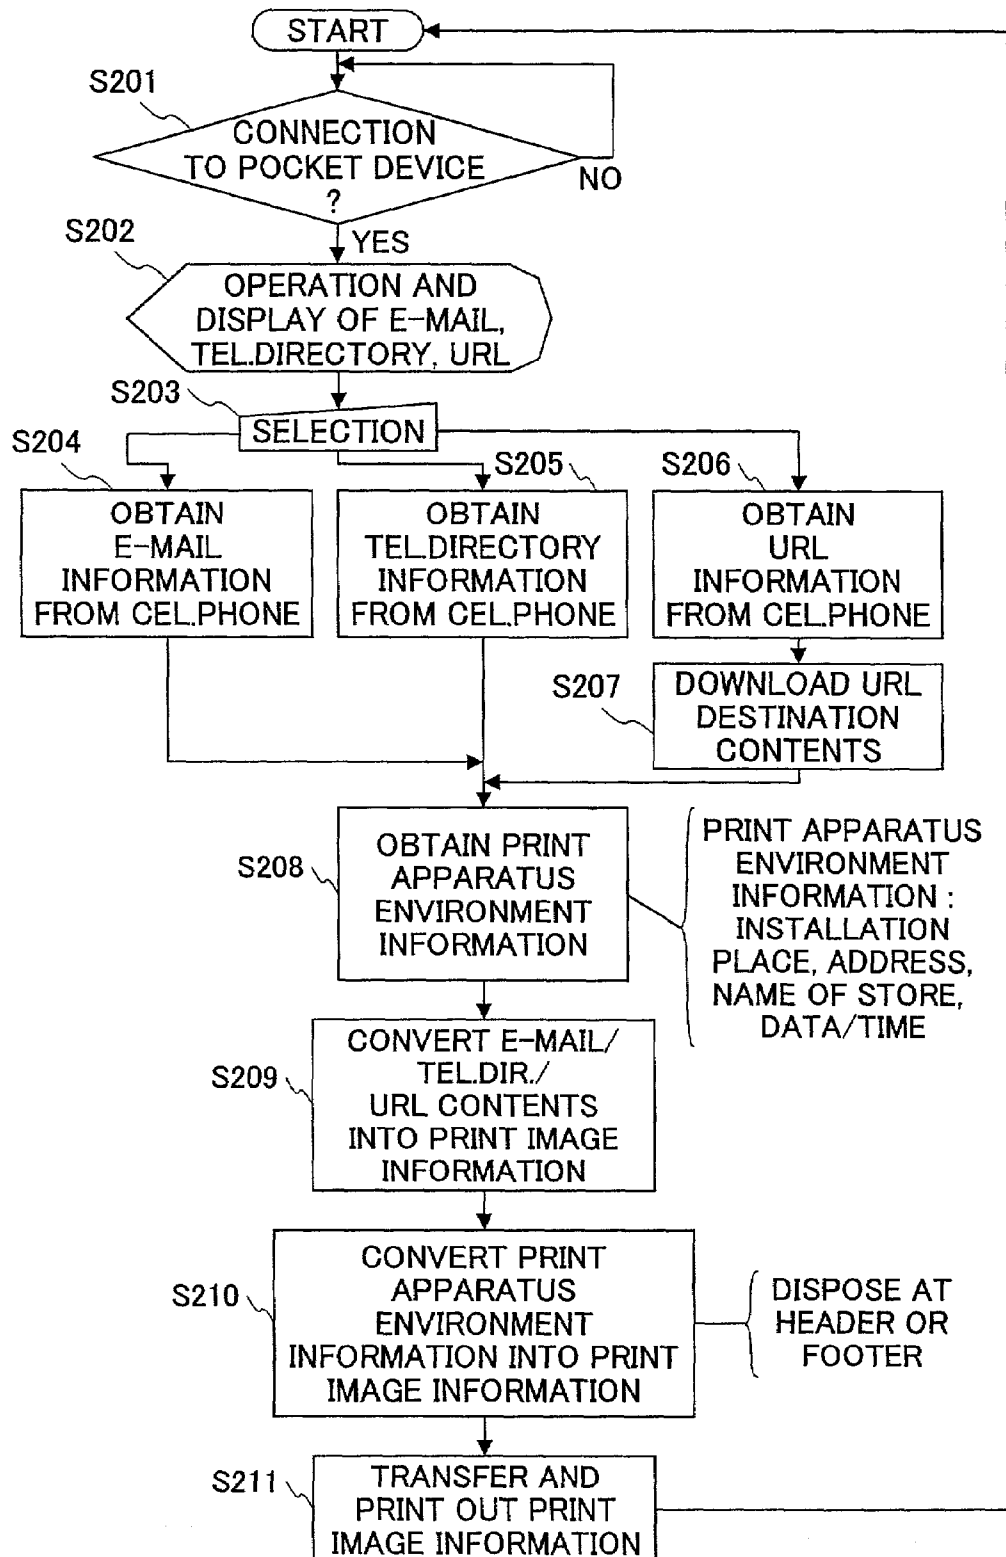 START
S201
CONNECTION
TO POCKET DEVICE
?
NO
YES
S202
OPERATION AND
DISPLAY OF E-MAIL,
TEL.DIRECTORY, URL
S203
SELECTION
S204
OBTAIN
E-MAIL
INFORMATION
FROM CEL.PHONE
S205
OBTAIN
TEL.DIRECTORY
INFORMATION
FROM CEL.PHONE
S206
OBTAIN
URL
INFORMATION
FROM CEL.PHONE
S207
DOWNLOAD URL
DESTINATION
CONTENTS
S208
OBTAIN PRINT
APPARATUS
ENVIRONMENT
INFORMATION
PRINT APPARATUS
ENVIRONMENT
INFORMATION :
INSTALLATION
PLACE, ADDRESS,
NAME OF STORE,
DATA/TIME
S209
CONVERT E-MAIL/
TEL.DIR./
URL CONTENTS
INTO PRINT IMAGE
INFORMATION
S210
CONVERT PRINT
APPARATUS
ENVIRONMENT
INFORMATION INTO PRINT
IMAGE INFORMATION
DISPOSE AT
HEADER OR
FOOTER
S211
TRANSFER AND
PRINT OUT PRINT
IMAGE INFORMATION